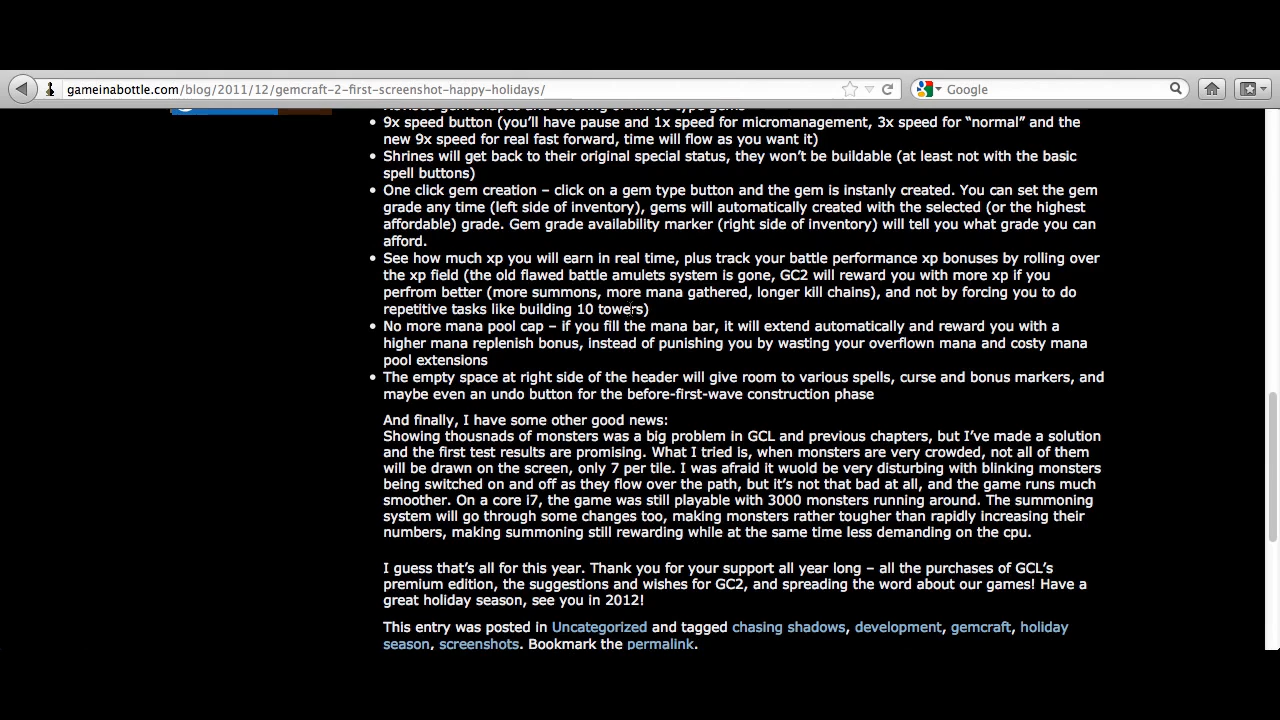 gameinabottle.com/blog/2011/12/gemcraft-2-first-screenshot-happy-holidays/
Google
Revised gem shapes and coloring of mixed type gems
• 9x speed button (you'll have pause and 1x speed for micromanagement, 3x speed for “normal” and the
new 9x speed for real fast forward, time will flow as you want it)
• Shrines will get back to their original special status, they won't be buildable (at least not with the basic
spell buttons)
• One click gem creation – click on a gem type button and the gem is instanly created. You can set the gem
grade any time (left side of inventory), gems will automatically created with the selected (or the highest
affordable) grade. Gem grade availability marker (right side of inventory) will tell you what grade you can
afford.
• See how much xp you will earn in real time, plus track your battle performance xp bonuses by rolling over
the xp field (the old flawed battle amulets system is gone, GC2 will reward you with more xp if you
perfrom better (more summons, more mana gathered, longer kill chains), and not by forcing you to do
repetitive tasks like building 10 towers)
• No more mana pool cap – if you fill the mana bar, it will extend automatically and reward you with a
higher mana replenish bonus, instead of punishing you by wasting your overflown mana and costy mana
pool extensions
• The empty space at right side of the header will give room to various spells, curse and bonus markers, and
maybe even an undo button for the before-first-wave construction phase
And finally, I have some other good news:
Showing thousnads of monsters was a big problem in GCL and previous chapters, but I've made a solution
and the first test results are promising. What I tried is, when monsters are very crowded, not all of them
will be drawn on the screen, only 7 per tile. I was afraid it wuold be very disturbing with blinking monsters
being switched on and off as they flow over the path, but it's not that bad at all, and the game runs much
smoother. On a core i7, the game was still playable with 3000 monsters running around. The summoning
system will go through some changes too, making monsters rather tougher than rapidly increasing their
numbers, making summoning still rewarding while at the same time less demanding on the cpu.
I guess that's all for this year. Thank you for your support all year long – all the purchases of GCL's
premium edition, the suggestions and wishes for GC2, and spreading the word about our games! Have a
great holiday season, see you in 2012!
This entry was posted in Uncategorized and tagged chasing shadows, development, gemcraft, holiday
season, screenshots. Bookmark the permalink.